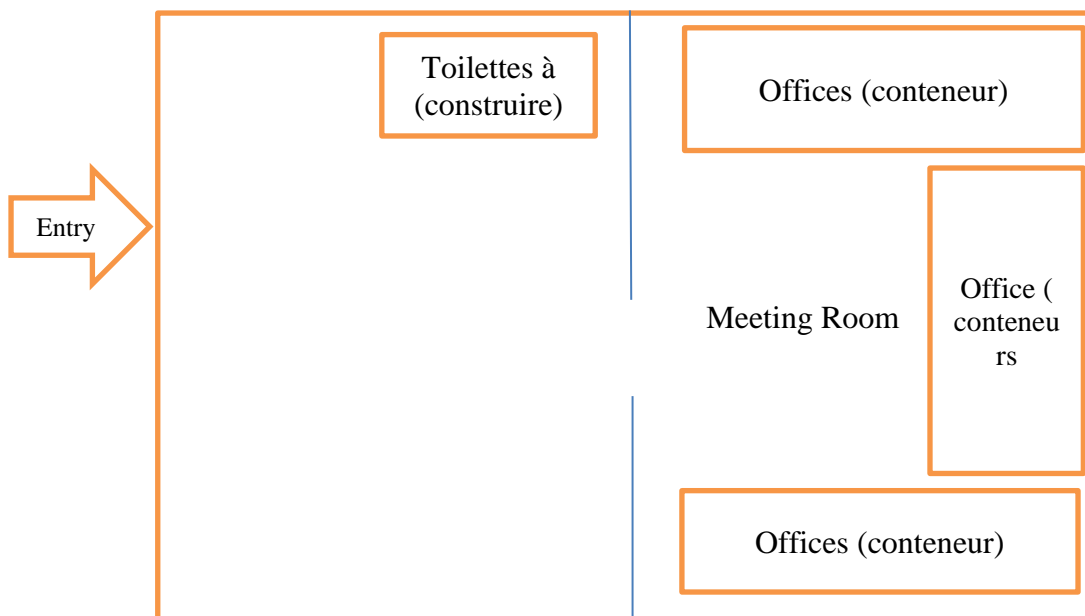 Toilettes à
(construire)
Offices (conteneur)
Entry
Meeting Room
Office (
conteneu
rs
Offices (conteneur)